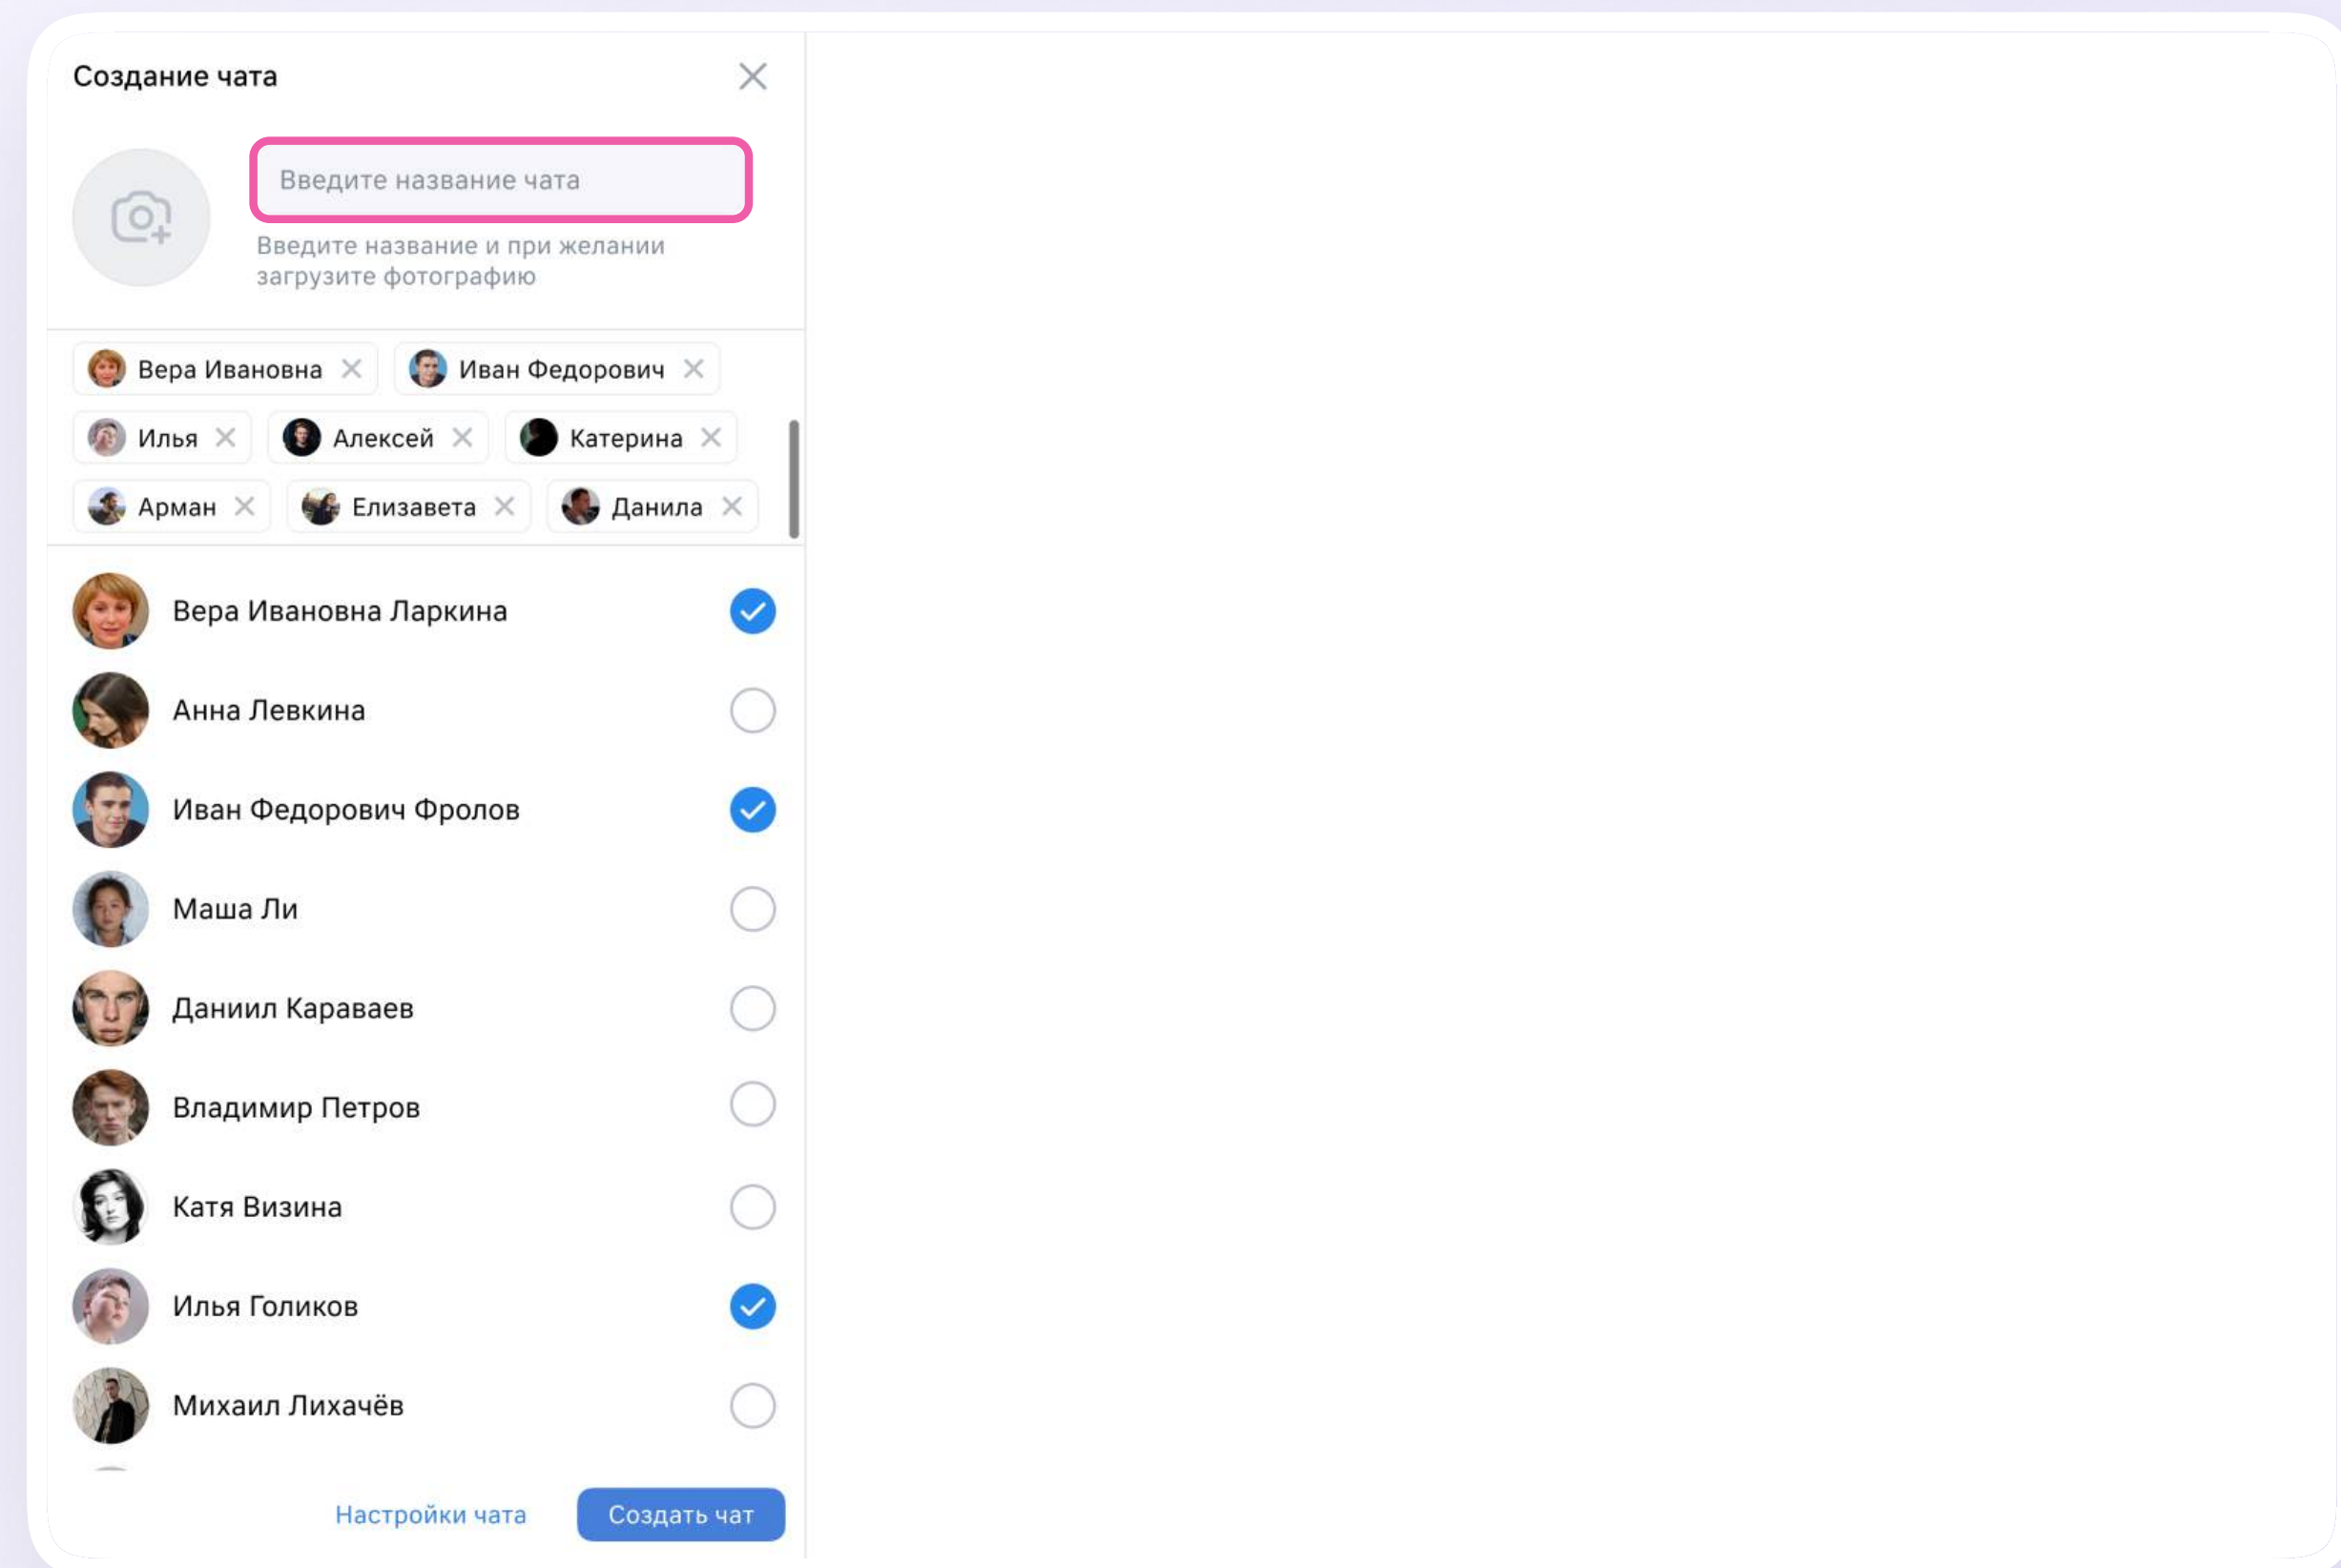 Создание чата
Введите название чата
Введите название и при желании
загрузите фотографию
Вера Ивановна Иван Федорович
Илья Алексей Катерина
Арман Елизавета Данила
Вера Ивановна Ларкина
Анна Левкина
Иван Федорович Фролов
Маша Ли
Даниил Караваев
Владимир Петров
Катя Визина
Илья Голиков
Михаил Лихачёв
Настройки чата Создать чат